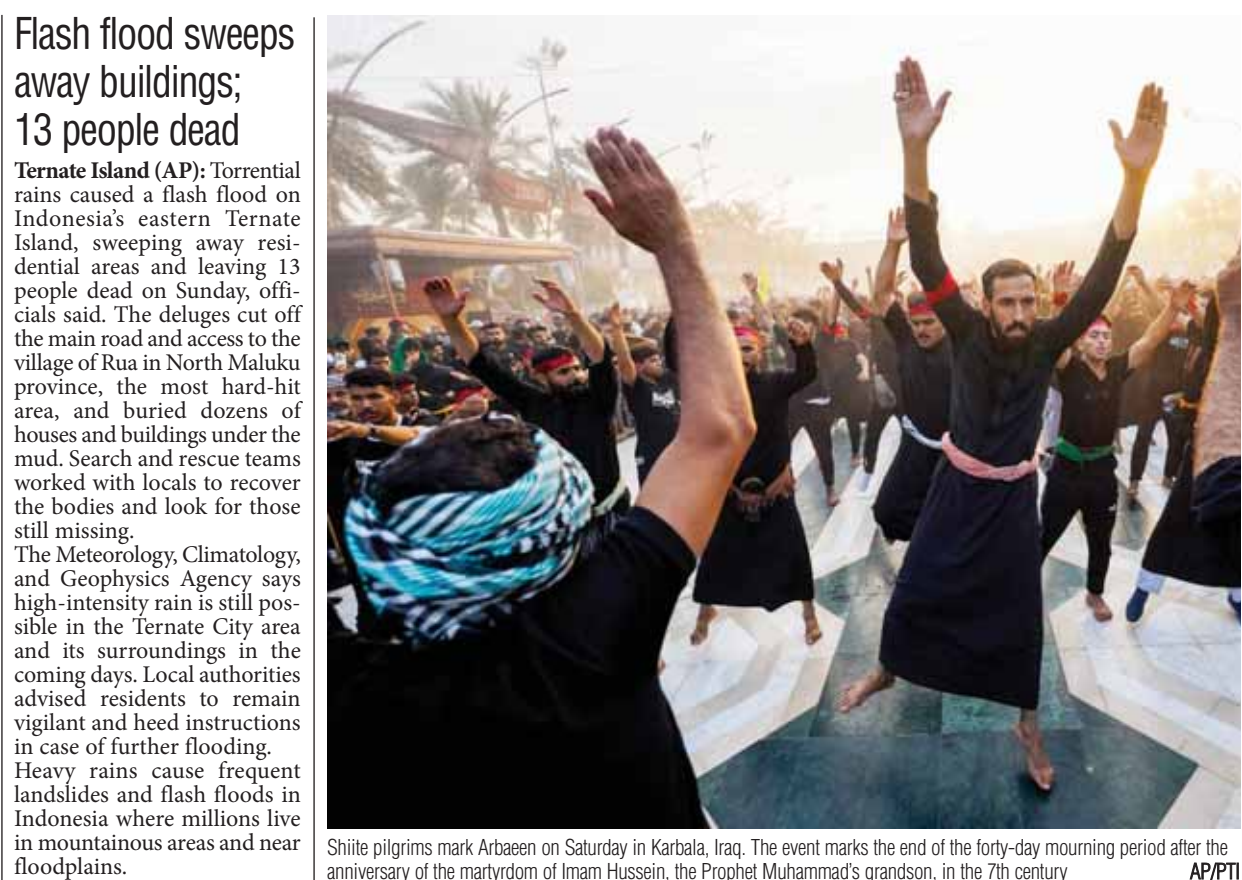 Flash flood sweeps
away buildings;
13 people dead
Ternate Island (AP): Torrential
rains caused a flash flood on
Indonesia's eastern Ternate
Island, sweeping away resi-
dential areas and leaving 13
people dead on Sunday, offi-
cials said. The deluges cut off
the main road and access to the
village of Rua in North Maluku
province, the most hard-hit
area, and buried dozens of
houses and buildings under the
mud. Search and rescue teams
worked with locals to recover
the bodies and look for those
still missing.
The Meteorology, Climatology,
and Geophysics Agency says
high-intensity rain is still pos-
sible in the Ternate City area
and its surroundings in the
coming days. Local authorities
advised residents to remain
vigilant and heed instructions
in case of further flooding.
Heavy rains cause frequent
landslides and flash floods in
Indonesia where millions live
in mountainous areas and near
floodplains.
Shiite pilgrims mark Arbaeen on Saturday in Karbala, Iraq. The event marks the end of the forty-day mourning period after the
anniversary of the martyrdom of Imam Hussein, the Prophet Muhammad's grandson, in the 7th century
AP/PTI